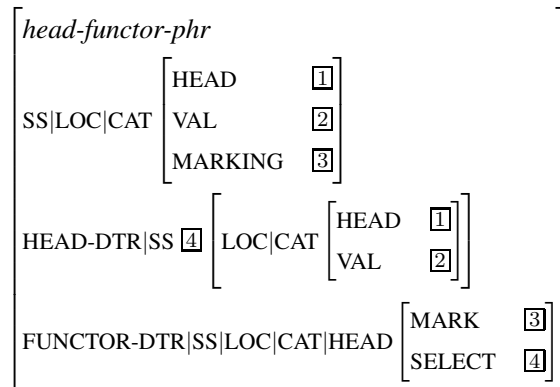 head-functor-phr
SS|LOC|CAT [HEAD 1
VAL 2
MARKING 3]
HEAD-DTR|SS 4 [LOC|CAT [HEAD 1
VAL 2]]
FUNCTOR-DTR|SS|LOC|CAT|HEAD [MARK 3
SELECT 4]